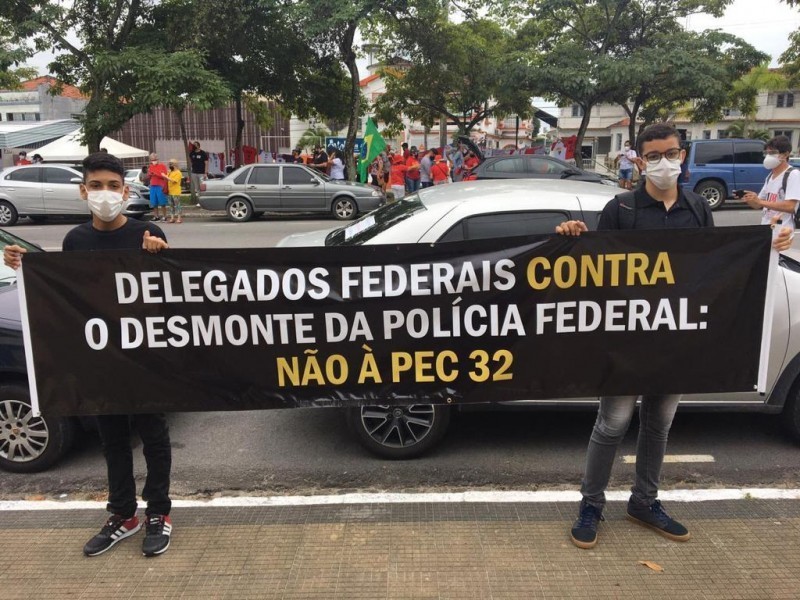 DELEGADOS FEDERAIS CONTRA
O DESMONTE DA POLÍCIA FEDERAL:
NÃO À PEC 32